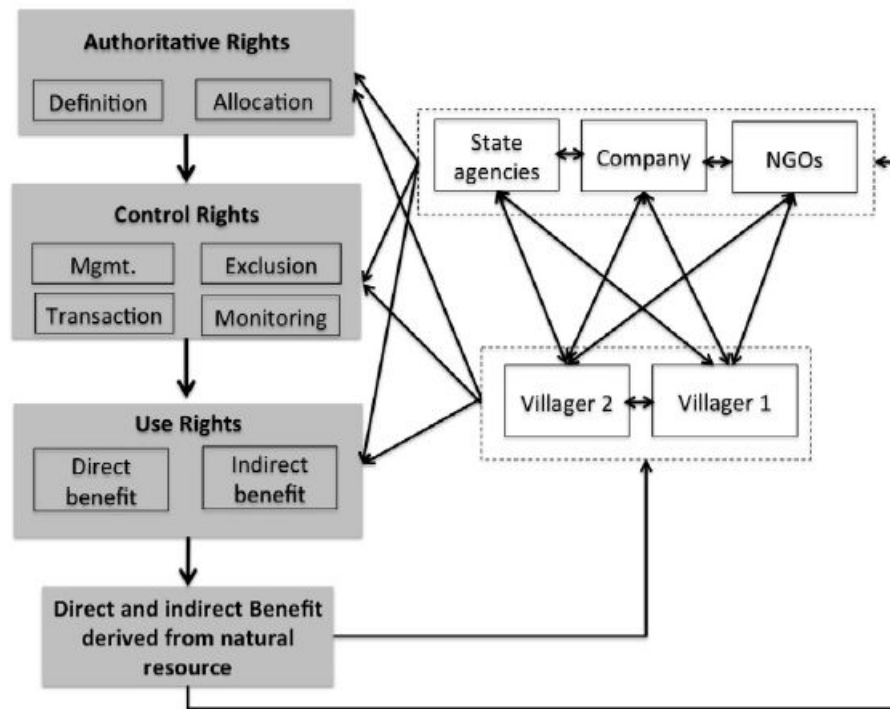 Authoritative Rights
Definition
Allocation
Control Rights
Mgmt.
Exclusion
Transaction
Monitoring
Use Rights
Direct
benefit
Indirect
benefit
Direct and indirect Benefit
derived from natural
resource
State
agencies
Company
NGOs
Villager 2
Villager 1